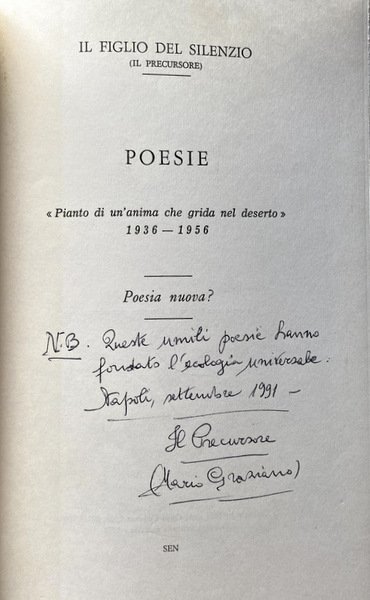 IL FIGLIO DEL SILENZIO
(IL PRECURSORE)
POESIE
« Pianto di un'anima che grida nel deserto »
1936 — 1956
Poesia nuova?
N.B. Queste umili poesie hanno
fondato l'ecologia universale.
Napoli, settembre 1991 —
Il Precursore
(Mario Graziano)
SEN